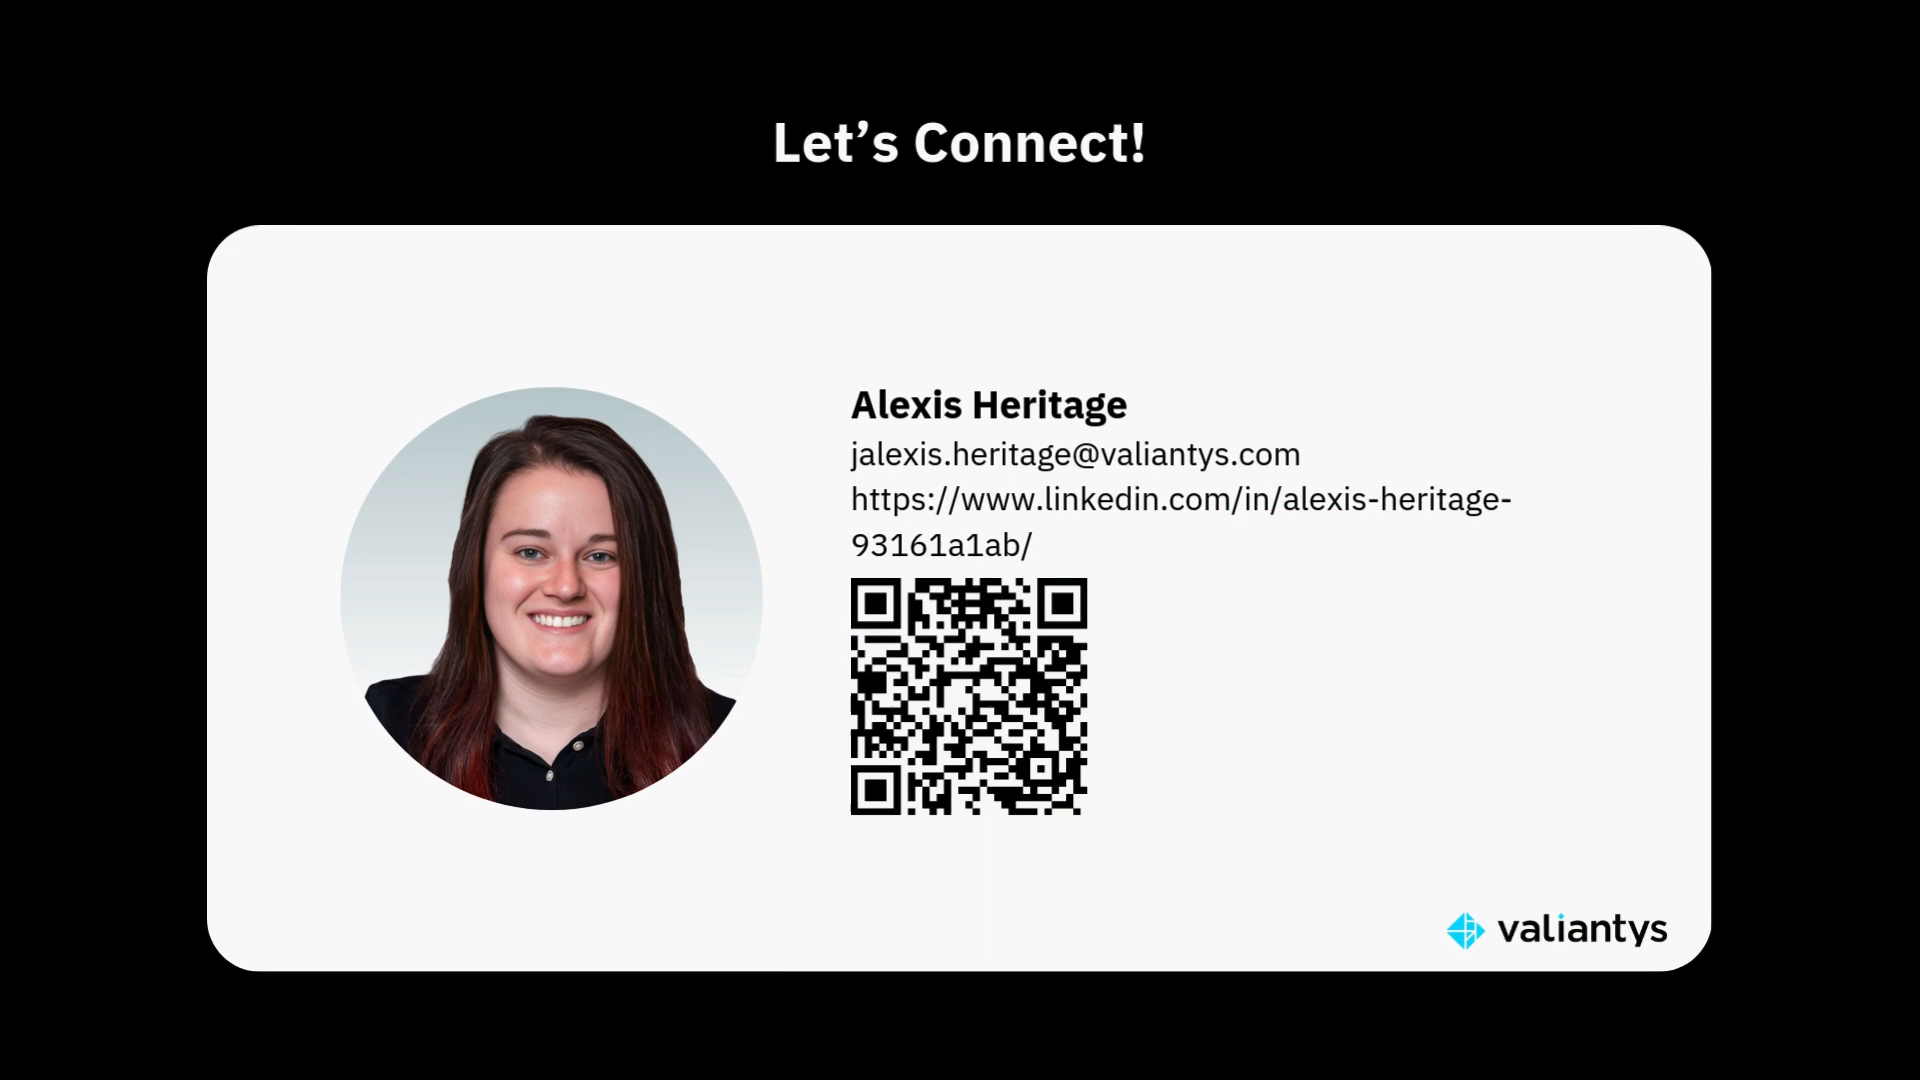 Let’s Connect!
Alexis Heritage
jalexis.heritage@valiantys.com
https://www.linkedin.com/in/alexis-heritage-
93161a1ab/
valiantys